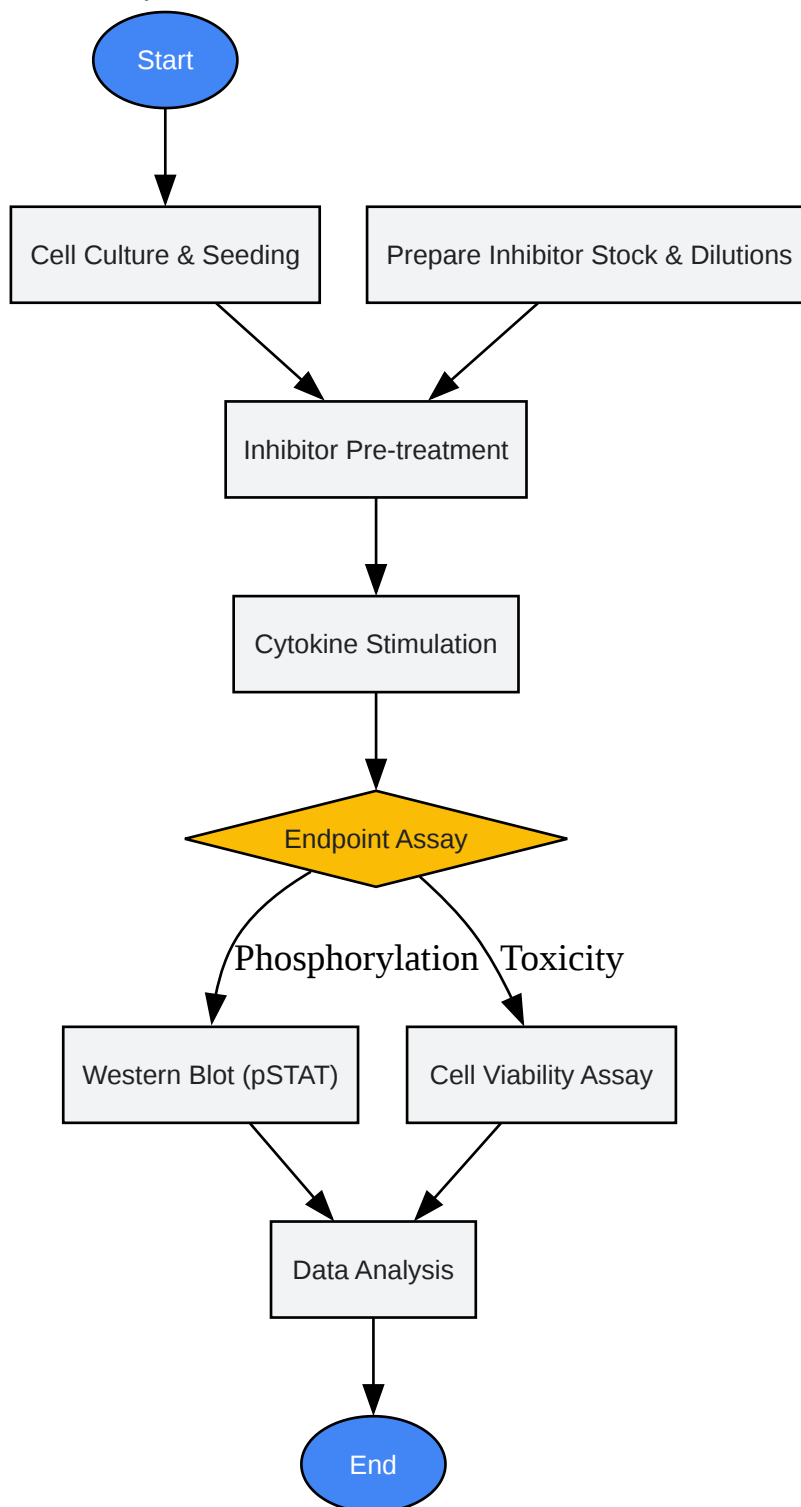 Start
Cell Culture & Seeding
Prepare Inhibitor Stock & Dilutions
Inhibitor Pre-treatment
Cytokine Stimulation
Endpoint Assay
Phosphorylation
Toxicity
Western Blot (pSTAT)
Cell Viability Assay
Data Analysis
End